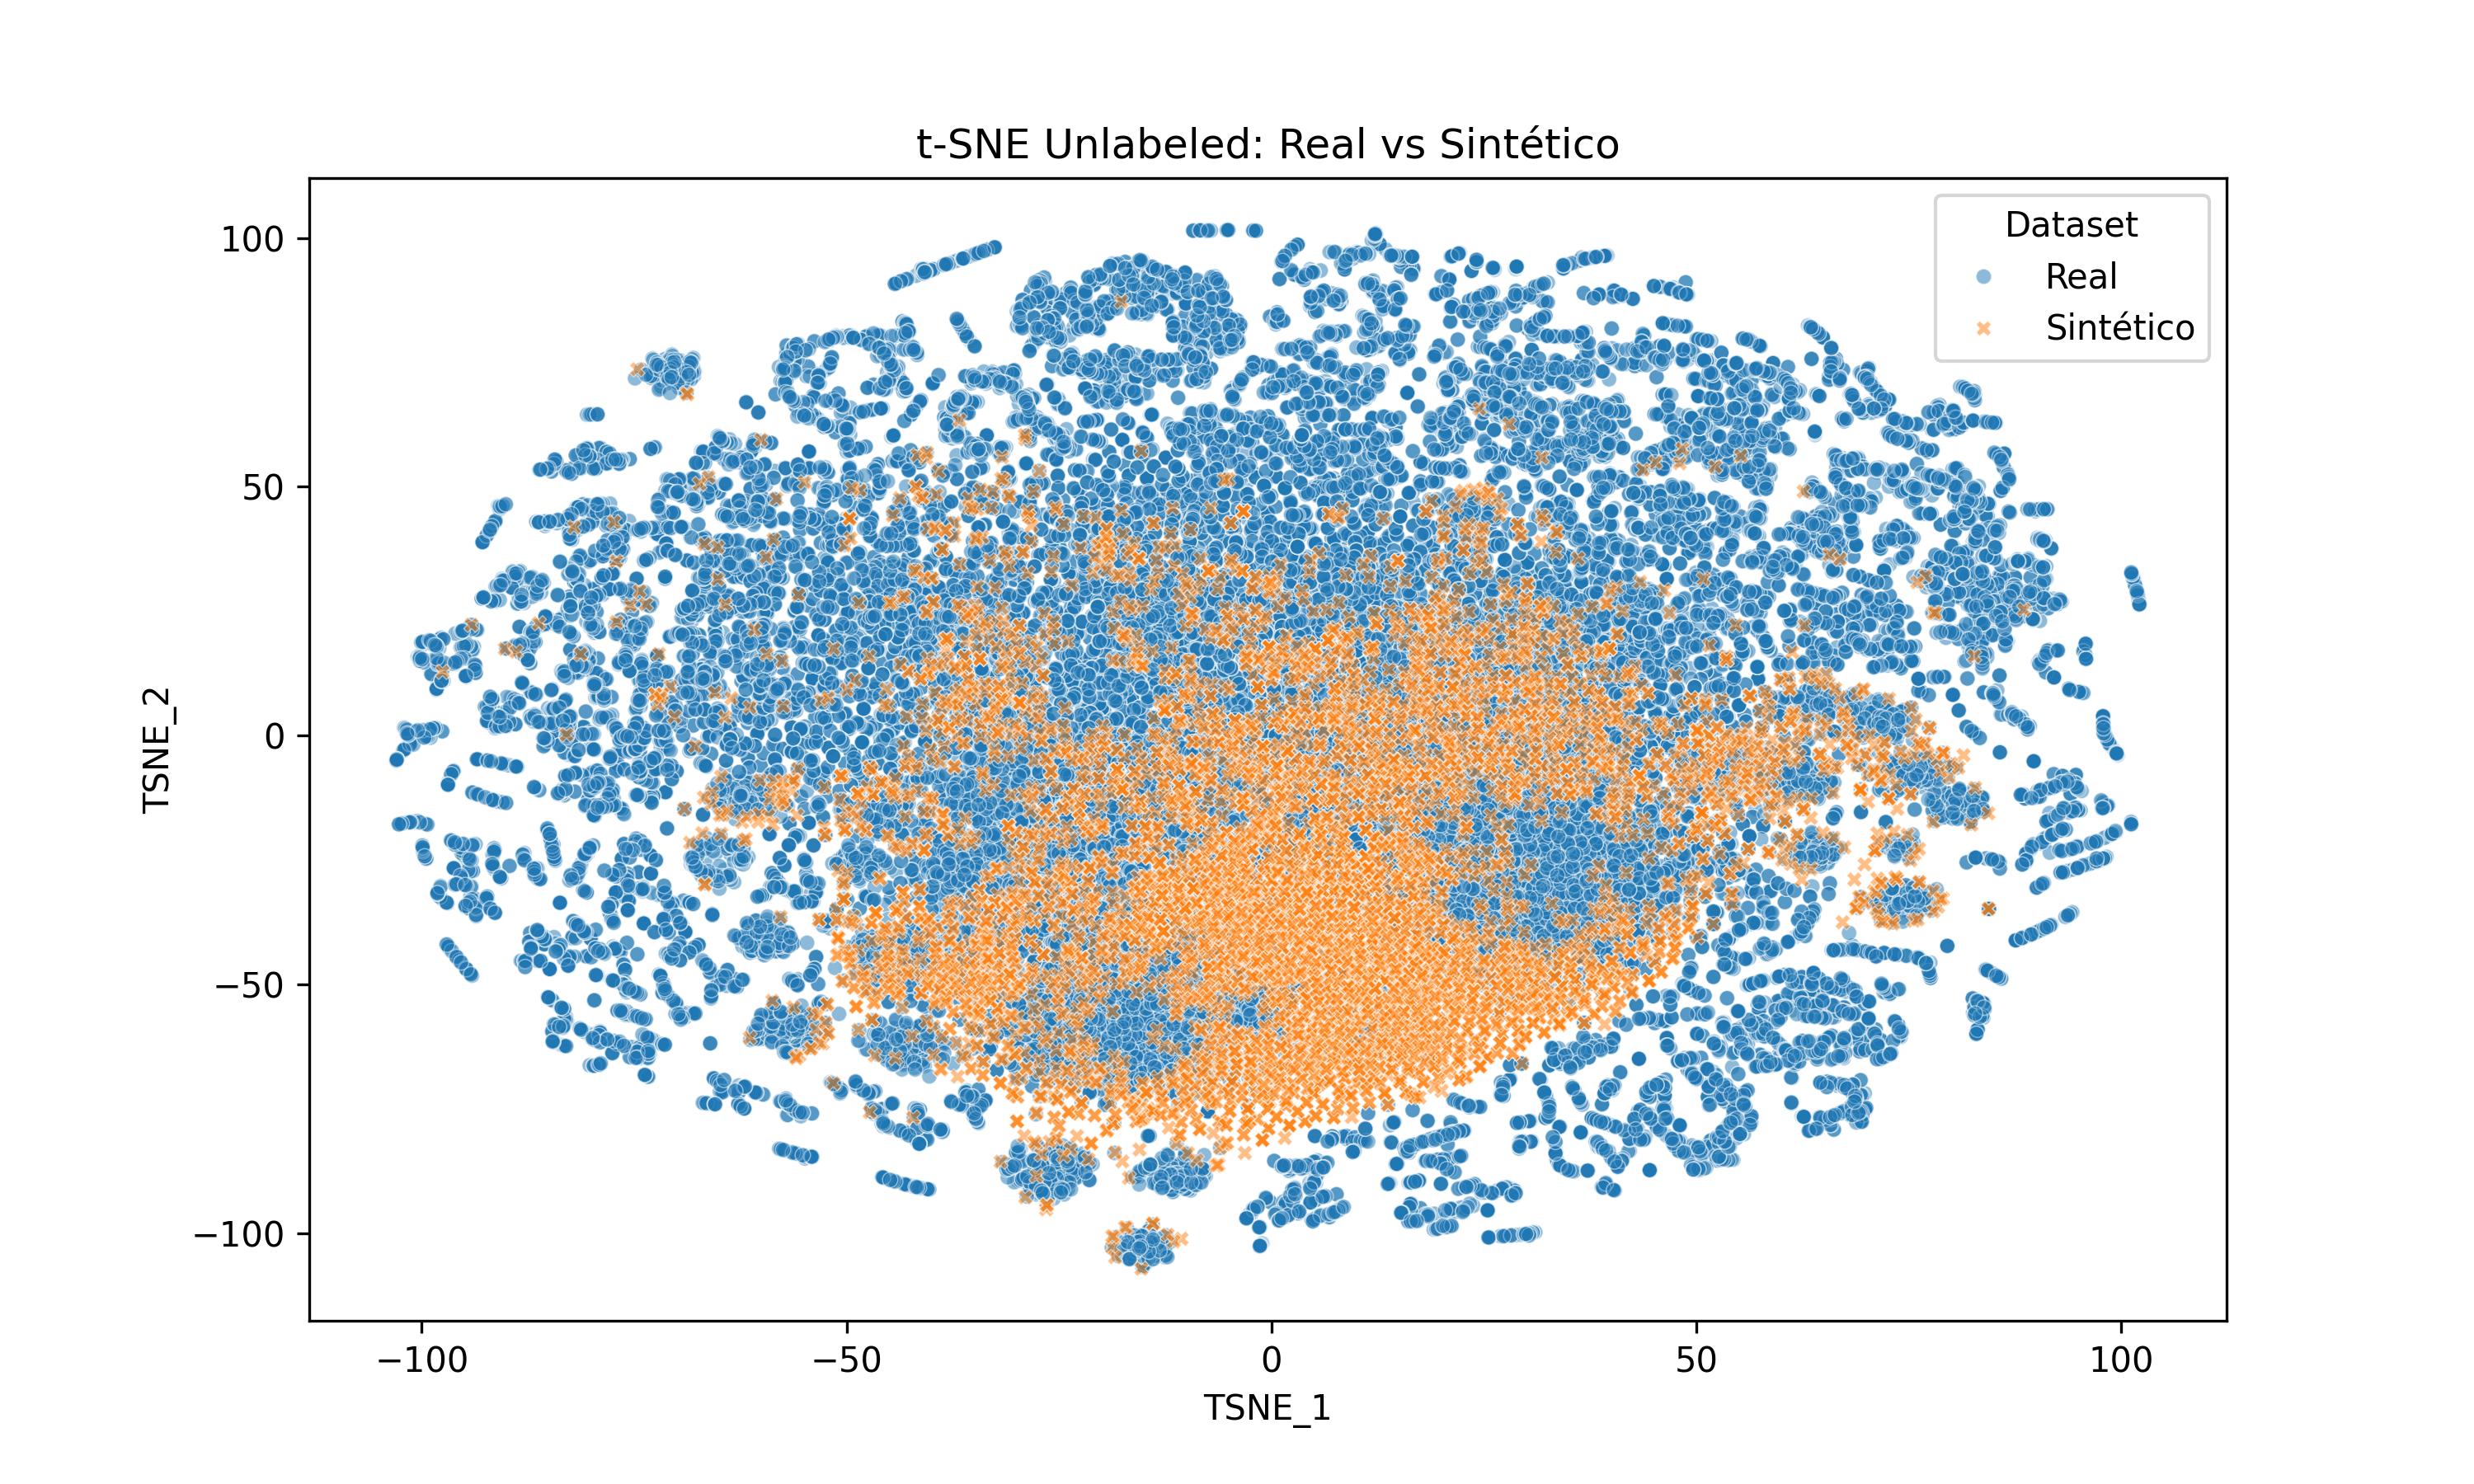 t-SNE Unlabeled: Real vs Sintético
Dataset
Real
Sintético
100
50
0
−50
−100
TSNE_2
−100
−50
0
50
100
TSNE_1